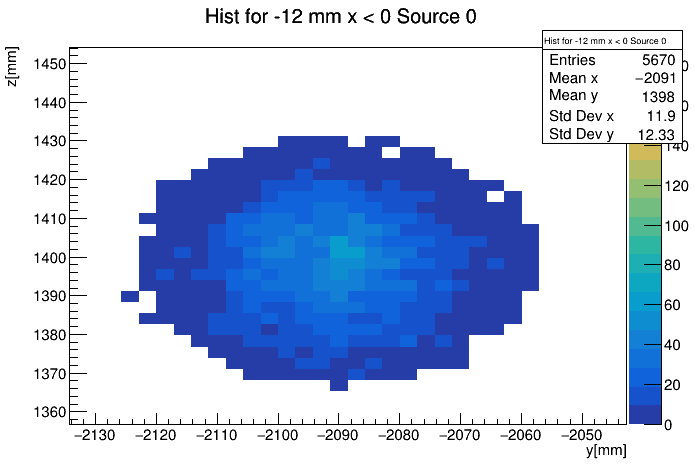 Hist for -12 mm x < 0 Source 0
z[mm]
Hist for -12 mm x < 0 Source 0
Entries 5670
Mean x −2091
Mean y 1398
Std Dev x 11.9
Std Dev y 12.33
1450
1440
1430
1420
1410
1400
1390
1380
1370
1360
−2130 −2120 −2110 −2100 −2090 −2080 −2070 −2060 −2050
y[mm]
140
120
100
80
60
40
20
0